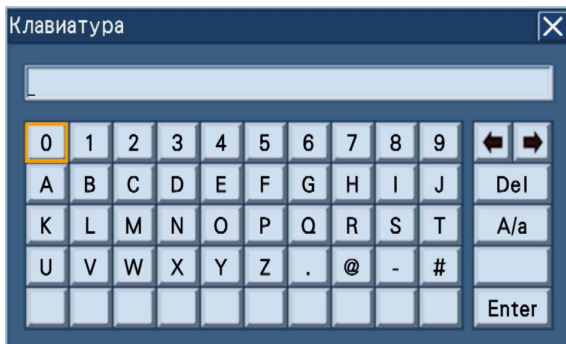 Клавиатура
_
0 1 2 3 4 5 6 7 8 9
A B C D E F G H I J Del
K L M N O P Q R S T A/a
U V W X Y Z . @ - #
Enter